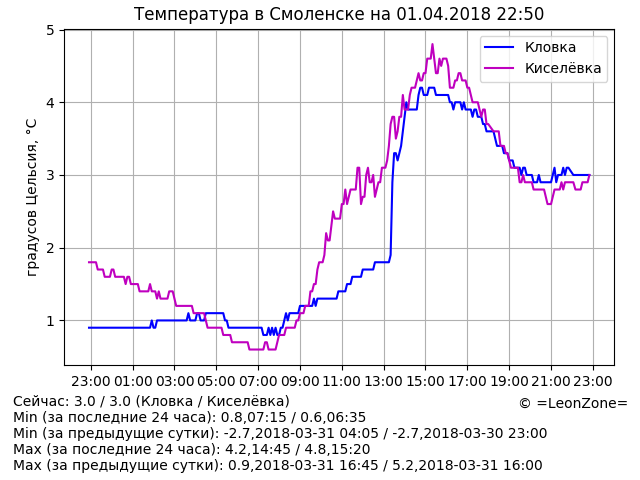 Температура в Смоленске на 01.04.2018 22:50
Кловка
Киселёвка
градусов Цельсия, °C
5
4
3
2
1
23:00 01:00 03:00 05:00 07:00 09:00 11:00 13:00 15:00 17:00 19:00 21:00 23:00
Сейчас: 3.0 / 3.0 (Кловка / Киселёвка)
© =LeonZone=
Min (за последние 24 часа): 0.8,07:15 / 0.6,06:35
Min (за предыдущие сутки): -2.7,2018-03-31 04:05 / -2.7,2018-03-30 23:00
Max (за последние 24 часа): 4.2,14:45 / 4.8,15:20
Max (за предыдущие сутки): 0.9,2018-03-31 16:45 / 5.2,2018-03-31 16:00